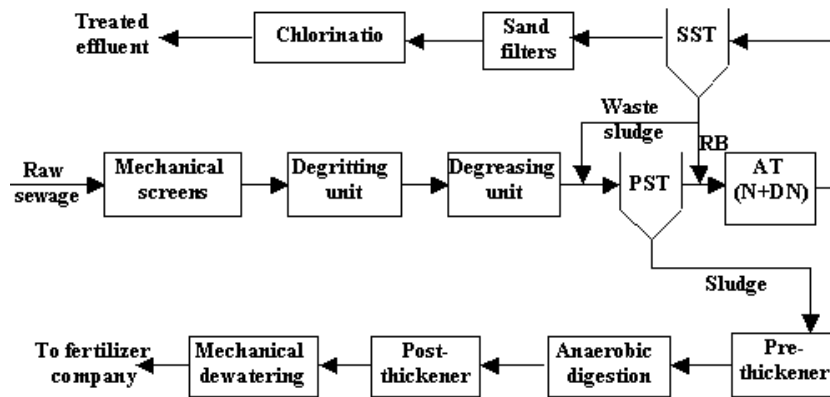 Treated
effluent
Chlorinatio
Sand
filters
SST
Waste
sludge
RB
Raw
sewage
Mechanical
screens
Degritting
unit
Degreasing
unit
PST
AT
(N+DN)
Sludge
To fertilizer
company
Mechanical
dewatering
Post-
thickener
Anaerobic
digestion
Pre-
thickener